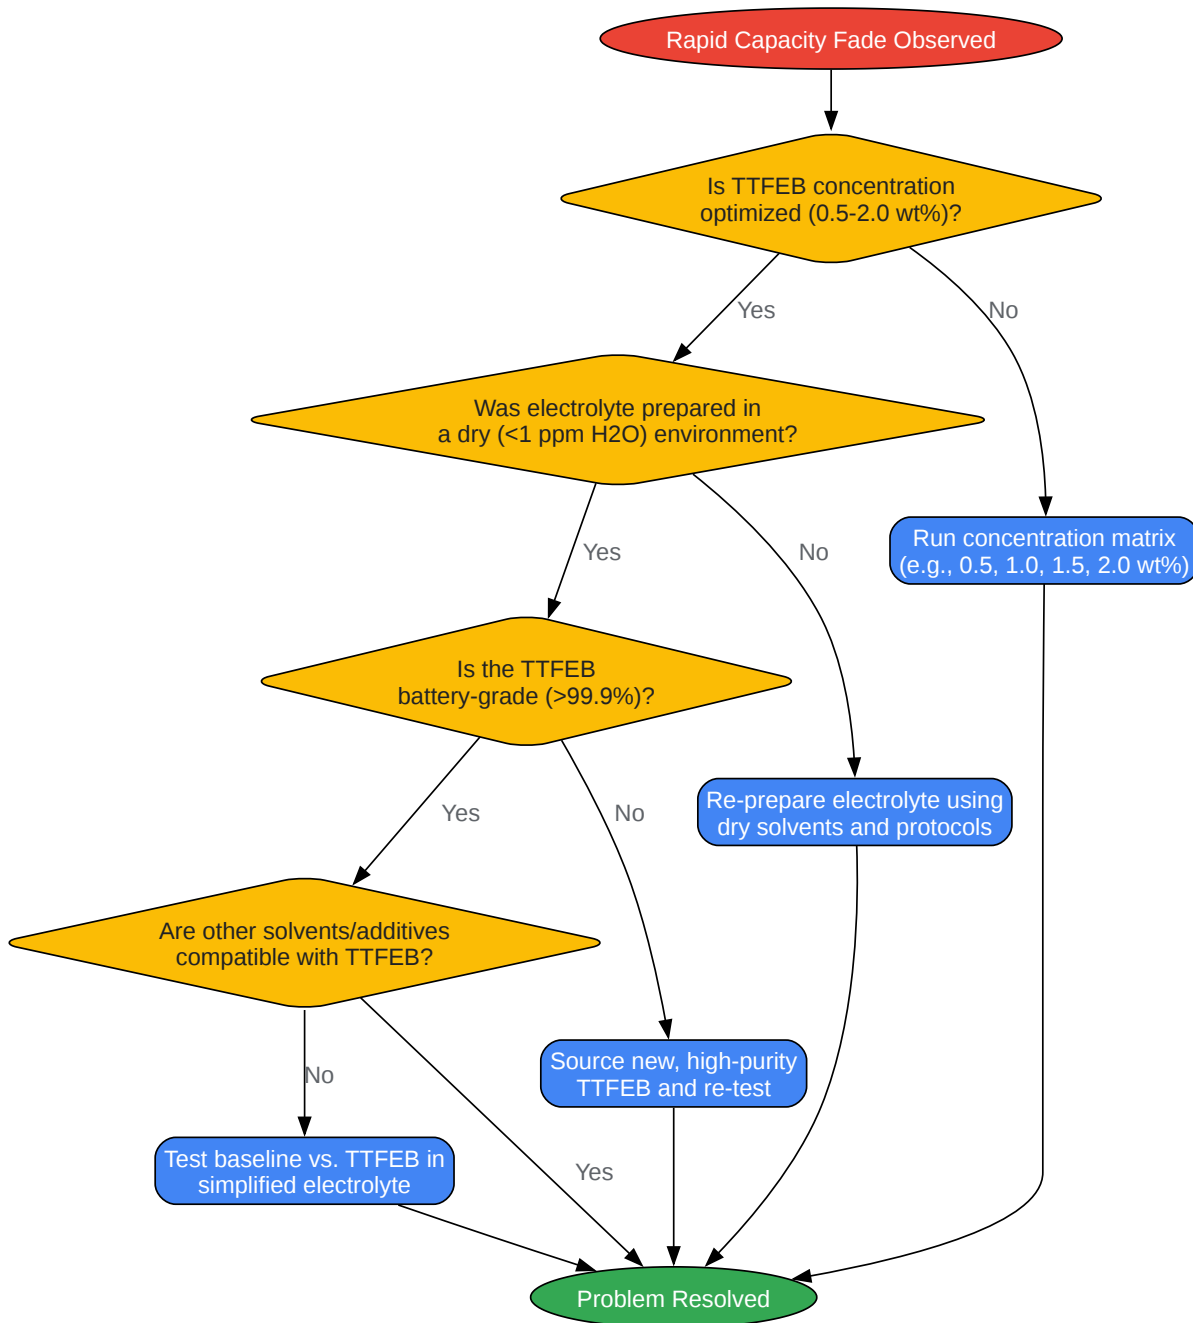 Rapid Capacity Fade Observed
Is TTFEB concentration
optimized (0.5-2.0 wt%)?
Yes
No
Was electrolyte prepared in
a dry (<1 ppm H2O) environment?
Yes
No
Run concentration matrix
(e.g., 0.5, 1.0, 1.5, 2.0 wt%)
Is the TTFEB
battery-grade (>99.9%)?
Yes
No
Re-prepare electrolyte using
dry solvents and protocols
Are other solvents/additives
compatible with TTFEB?
No
Yes
Source new, high-purity
TTFEB and re-test
Test baseline vs. TTFEB in
simplified electrolyte
Problem Resolved